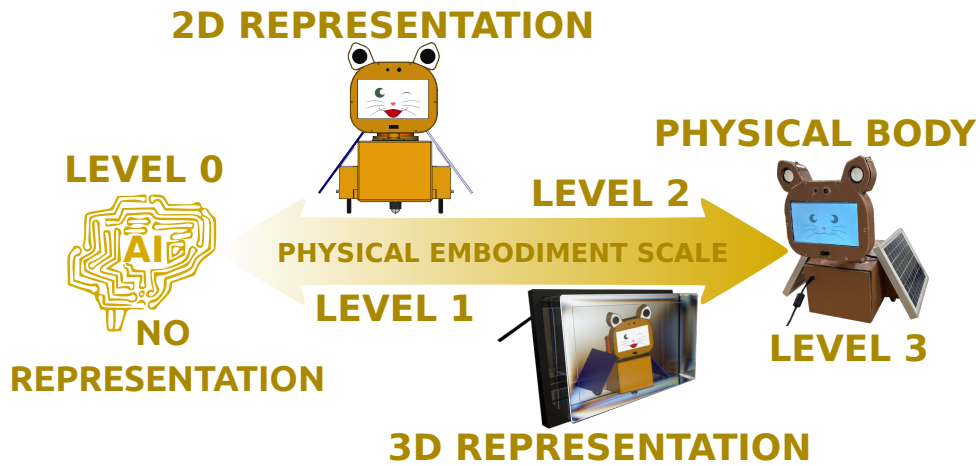 2D REPRESENTATION
PHYSICAL BODY
LEVEL 0
LEVEL 2
AI
PHYSICAL EMBODIMENT SCALE
LEVEL 1
NO
REPRESENTATION
LEVEL 3
3D REPRESENTATION